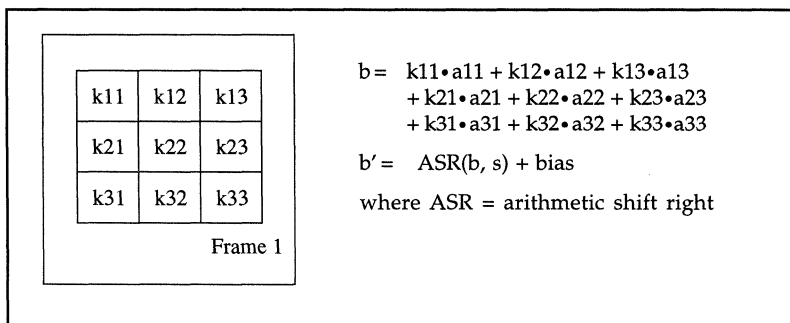 k11 k12 k13
k21 k22 k23
k31 k32 k33
Frame 1
b = k11•a11 + k12•a12 + k13•a13
+ k21•a21 + k22•a22 + k23•a23
+ k31•a31 + k32•a32 + k33•a33
b′ = ASR(b, s) + bias
where ASR = arithmetic shift right